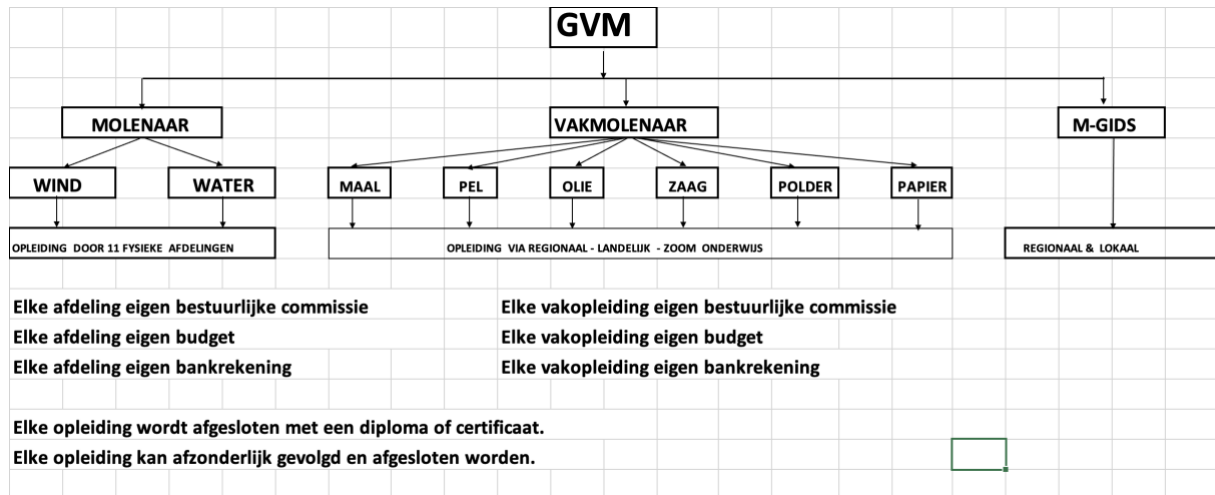 GVM
MOLENAAR VAKMOLENAAR M-GIDS
WIND WATER MAAL PEL OLIE ZAAG POLDER PAPIER
OPLEIDING DOOR 11 FYSIEKE AFDELINGEN OPLEIDING VIA REGIONAAL - LANDELIJK - ZOOM ONDERWIJS REGIONAAL & LOKAAL
Elke afdeling eigen bestuurlijke commissie Elke vakopleiding eigen bestuurlijke commissie
Elke afdeling eigen budget Elke vakopleiding eigen budget
Elke afdeling eigen bankrekening Elke vakopleiding eigen bankrekening
Elke opleiding wordt afgesloten met een diploma of certificaat.
Elke opleiding kan afzonderlijk gevolgd en afgesloten worden.